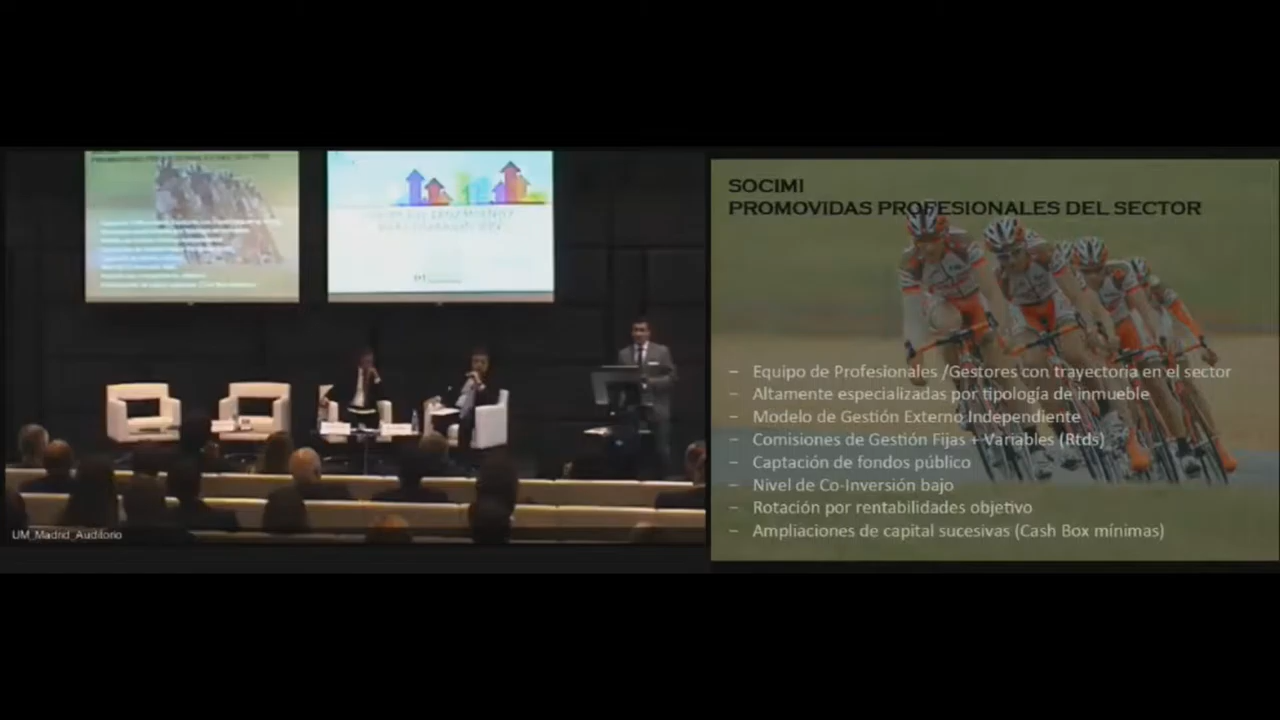 SOCIMI
PROMOVIDAS PROFESIONALES DEL SECTOR
– Equipo de Profesionales /Gestores con trayectoria en el sector
– Altamente especializadas por tipología de inmueble
– Modelo de Gestión Externo Independiente
– Comisiones de Gestión Fijas + Variables (Rtds)
– Captación de fondos público
– Nivel de Co-Inversión bajo
– Rotación por rentabilidades objetivo
– Ampliaciones de capital sucesivas (Cash Box mínimas)
UM_Madrid_Auditorio